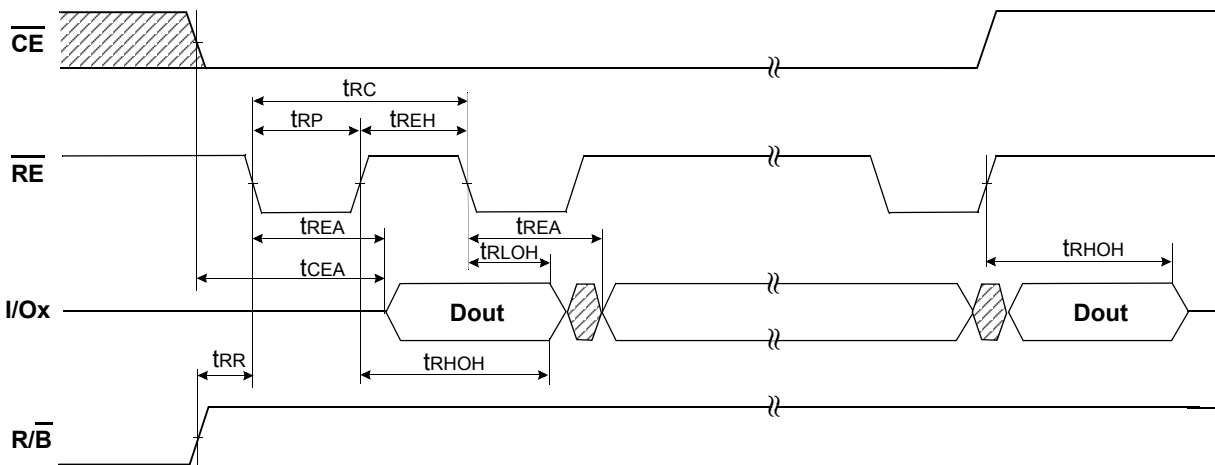 CE
tRC
tRP
tREH
RE
tREA
tREA
tRLOH
tCEA
tRHOH
I/Ox
Dout
Dout
tRR
tRHOH
R/B